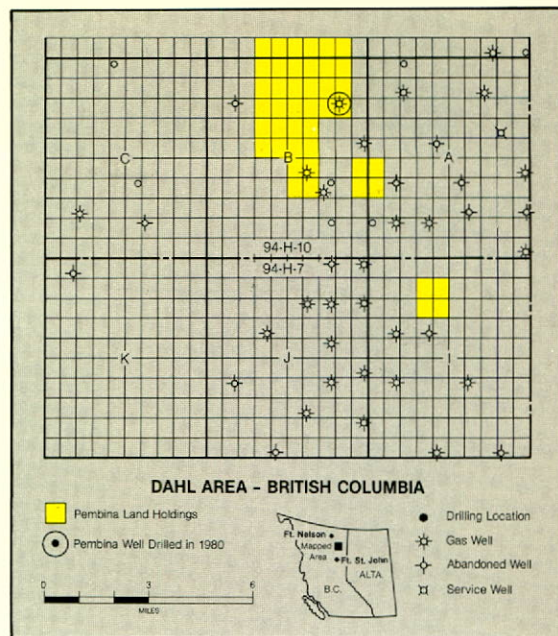 C
B
A
94-H-10
94-H-7
K
J
I
DAHL AREA – BRITISH COLUMBIA
Pembina Land Holdings
Pembina Well Drilled in 1980
0 3 6
MILES
Ft. Nelson
Mapped
Area
Ft. St. John
ALTA.
B.C.
Drilling Location
Gas Well
Abandoned Well
Service Well